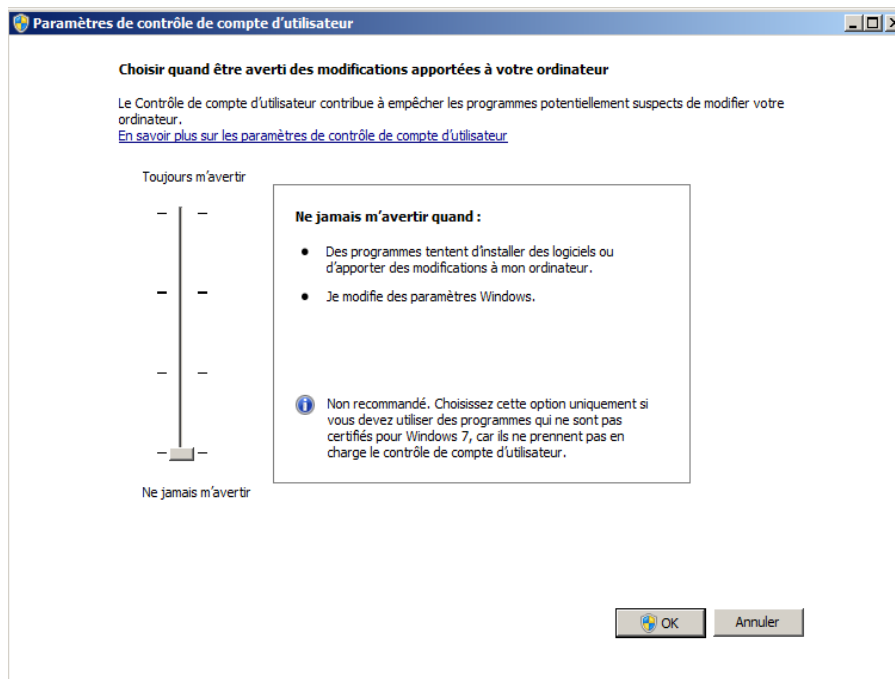 Paramètres de contrôle de compte d'utilisateur
Choisir quand être averti des modifications apportées à votre ordinateur
Le Contrôle de compte d'utilisateur contribue à empêcher les programmes potentiellement suspects de modifier votre
ordinateur.
En savoir plus sur les paramètres de contrôle de compte d'utilisateur
Toujours m'avertir
Ne jamais m'avertir quand :
• Des programmes tentent d'installer des logiciels ou
d'apporter des modifications à mon ordinateur.
• Je modifie des paramètres Windows.
Non recommandé. Choisissez cette option uniquement si
vous devez utiliser des programmes qui ne sont pas
certifiés pour Windows 7, car ils ne prennent pas en
charge le contrôle de compte d'utilisateur.
Ne jamais m'avertir
OK
Annuler